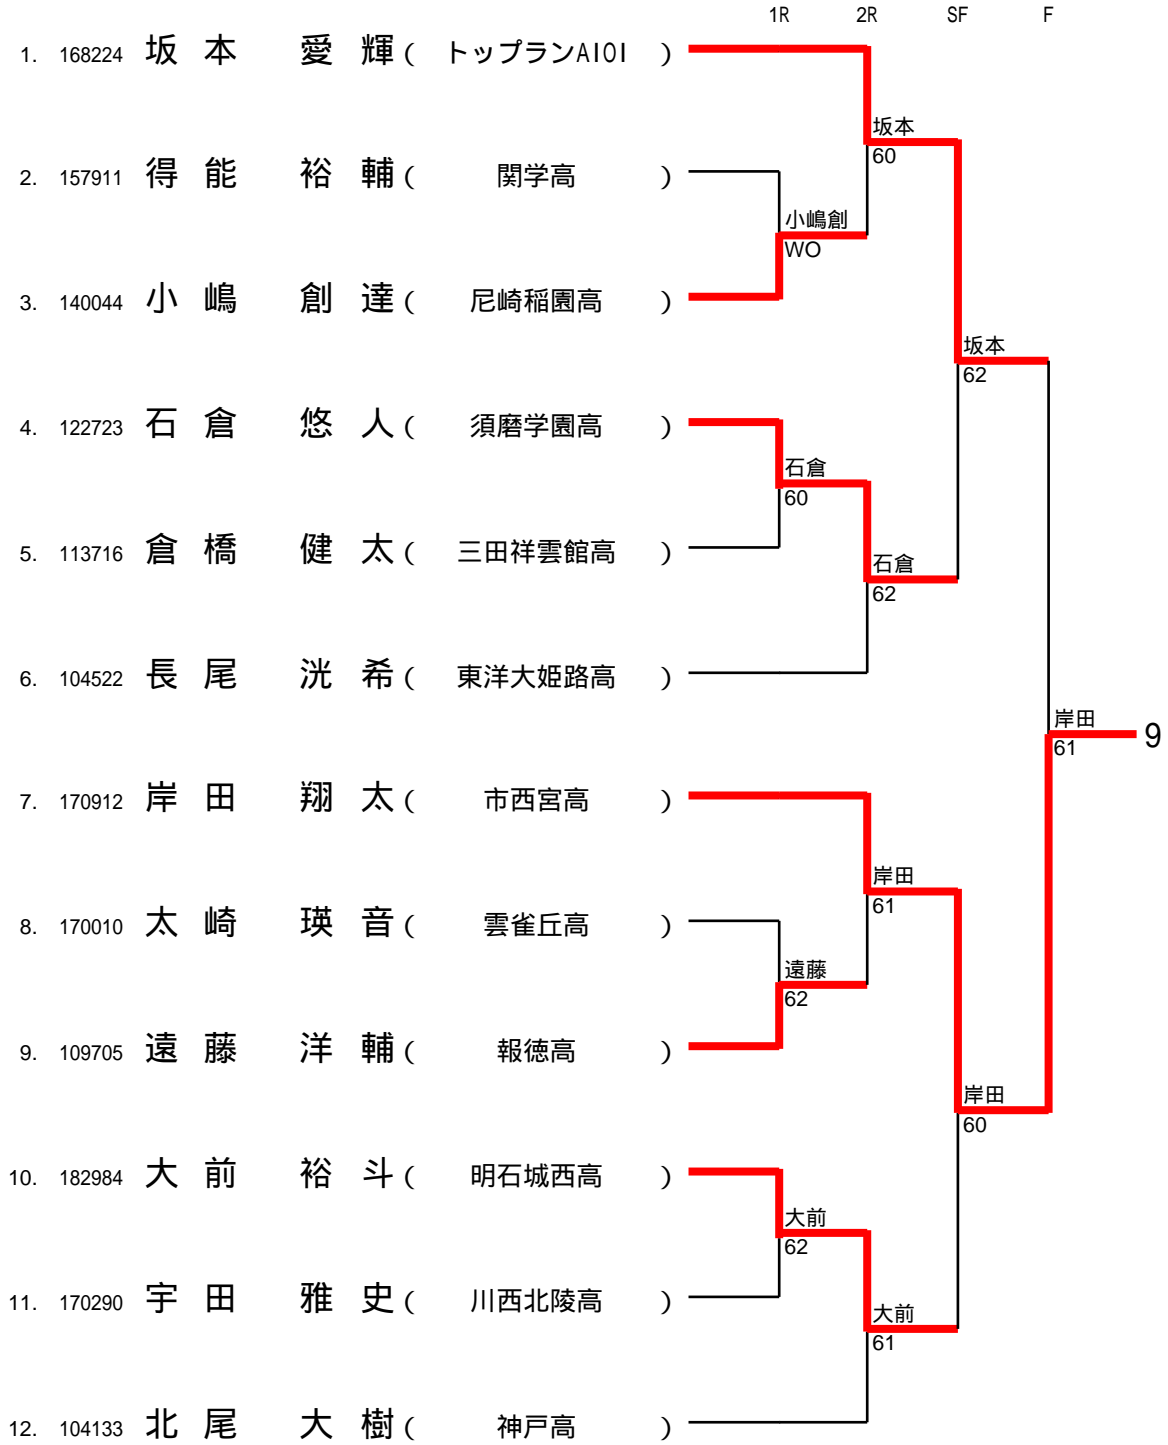 1R 2R SF F
1. 168224 坂 本 愛 輝 ( トップランAIOI )
坂本
60
2. 157911 得 能 裕 輔 ( 関学高 )
小嶋創
WO
3. 140044 小 嶋 創 達 ( 尼崎稲園高 )
坂本
62
4. 122723 石 倉 悠 人 ( 須磨学園高 )
石倉
60
5. 113716 倉 橋 健 太 ( 三田祥雲館高 )
石倉
62
6. 104522 長 尾 洸 希 ( 東洋大姫路高 )
岸田
61
9
7. 170912 岸 田 翔 太 ( 市西宮高 )
岸田
61
8. 170010 太 崎 瑛 音 ( 雲雀丘高 )
遠藤
62
9. 109705 遠 藤 洋 輔 ( 報徳高 )
岸田
60
10. 182984 大 前 裕 斗 ( 明石城西高 )
大前
62
11. 170290 宇 田 雅 史 ( 川西北陵高 )
大前
61
12. 104133 北 尾 大 樹 ( 神戸高 )